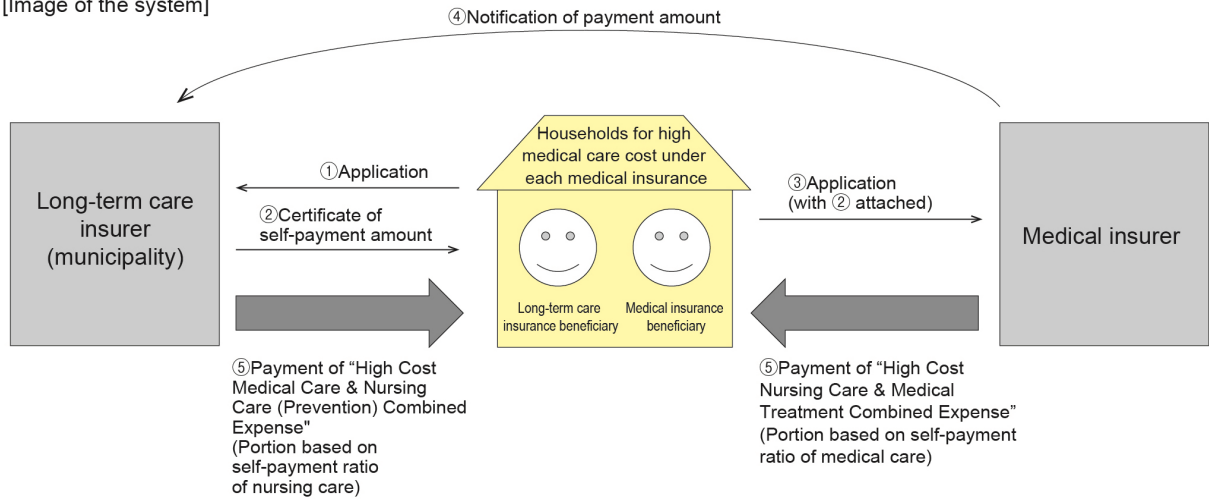 [Image of the system]
④Notification of payment amount
Long-term care
insurer
(municipality)
①Application
②Certificate of
self-payment amount
Households for high
medical care cost under
each medical insurance
Long-term care
insurance beneficiary
Medical insurance
beneficiary
③Application
(with ② attached)
Medical insurer
⑤Payment of “High Cost
Medical Care & Nursing
Care (Prevention) Combined
Expense"
(Portion based on
self-payment ratio
of nursing care)
⑤Payment of “High Cost
Nursing Care & Medical
Treatment Combined Expense”
(Portion based on self-payment
ratio of medical care)